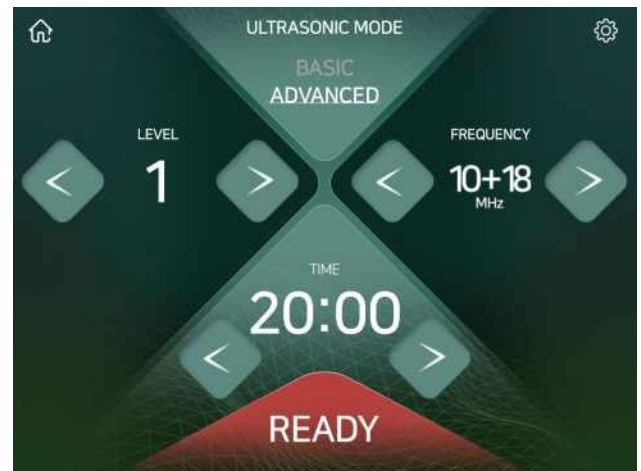 ULTRASONIC MODE
BASIC
ADVANCED
LEVEL
1
FREQUENCY
10+18
MHz
TIME
20:00
READY